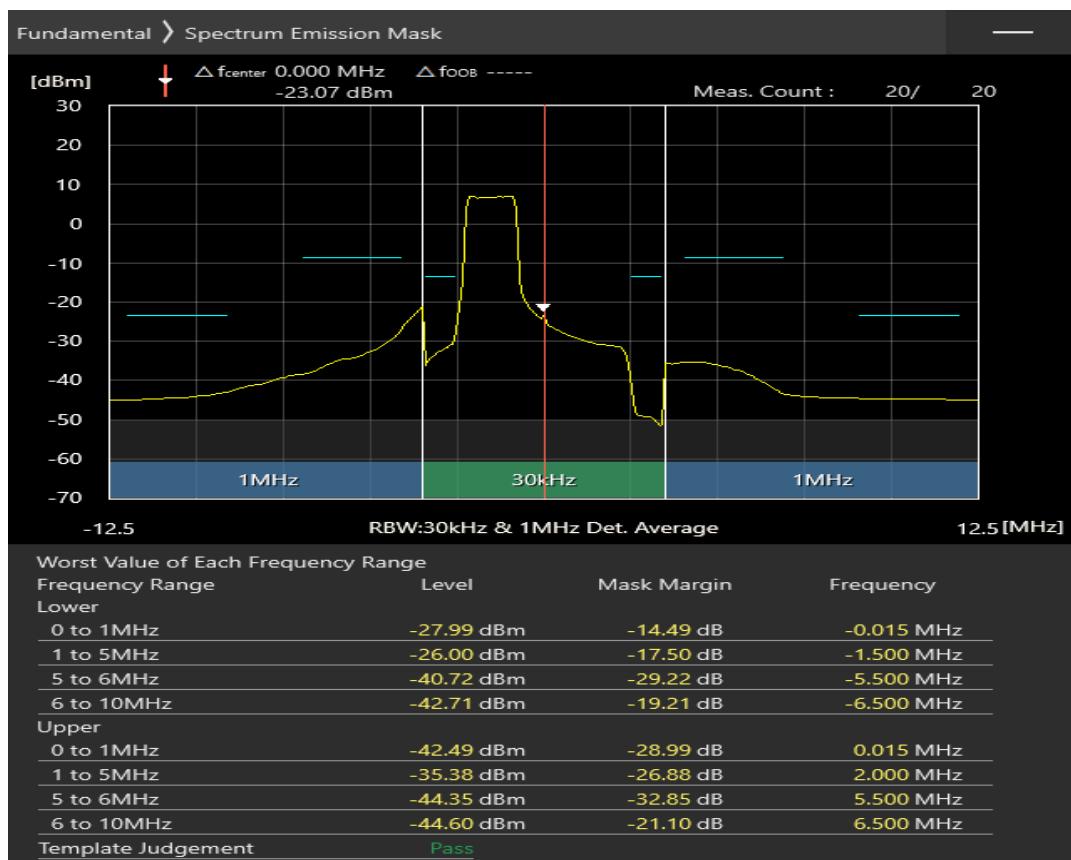 Fundamental ❯ Spectrum Emission Mask
[dBm] △ fcenter 0.000 MHz △ fOOB -----
-23.07 dBm Meas. Count : 20/ 20
30
20
10
0
-10
-20
-30
-40
-50
-60
1MHz 30kHz 1MHz
-70
-12.5 RBW:30kHz & 1MHz Det. Average 12.5 [MHz]
Worst Value of Each Frequency Range
Frequency Range Level Mask Margin Frequency
Lower
0 to 1MHz -27.99 dBm -14.49 dB -0.015 MHz
1 to 5MHz -26.00 dBm -17.50 dB -1.500 MHz
5 to 6MHz -40.72 dBm -29.22 dB -5.500 MHz
6 to 10MHz -42.71 dBm -19.21 dB -6.500 MHz
Upper
0 to 1MHz -42.49 dBm -28.99 dB 0.015 MHz
1 to 5MHz -35.38 dBm -26.88 dB 2.000 MHz
5 to 6MHz -44.35 dBm -32.85 dB 5.500 MHz
6 to 10MHz -44.60 dBm -21.10 dB 6.500 MHz
Template Judgement Pass